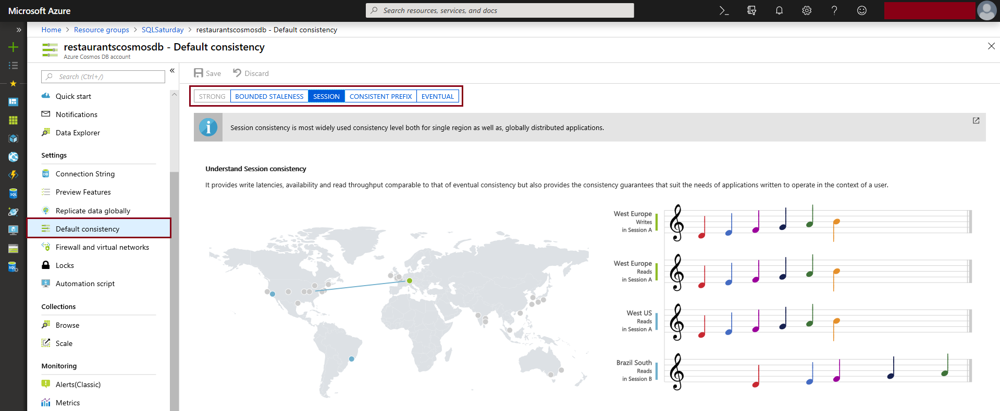 Microsoft Azure
Search resources, services, and docs
Home > Resource groups > SQLSaturday > restaurantscosmosdb - Default consistency
restaurantscosmosdb - Default consistency
Azure Cosmos DB account
Search (Ctrl+/)
Quick start
Notifications
Data Explorer
Settings
Connection String
Preview Features
Replicate data globally
Default consistency
Firewall and virtual networks
Locks
Automation script
Collections
Browse
Scale
Monitoring
Alerts(Classic)
Metrics
Save
Discard
STRONG
BOUNDED STALENESS
SESSION
CONSISTENT PREFIX
EVENTUAL
Session consistency is most widely used consistency level both for single region as well as, globally distributed applications.
Understand Session consistency
It provides write latencies, availability and read throughput comparable to that of eventual consistency but also provides the consistency guarantees that suit the needs of applications written to operate in the context of a user.
West Europe
Writes
in Session A
West Europe
Reads
in Session A
West US
Reads
in Session A
Brazil South
Reads
in Session B